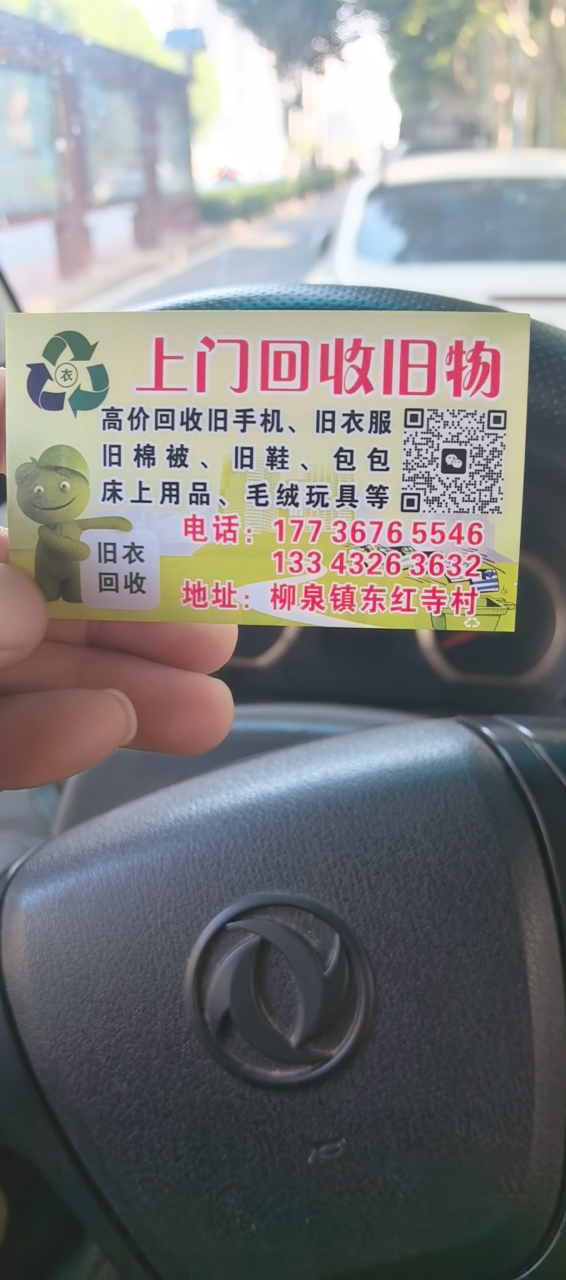 衣
上门回收旧物
高价回收旧手机、旧衣服
旧棉被、旧鞋、包包
床上用品、毛绒玩具等
旧衣
回收
电话：177 3676 5546
133 4326 3632
地址：柳泉镇东红寺村